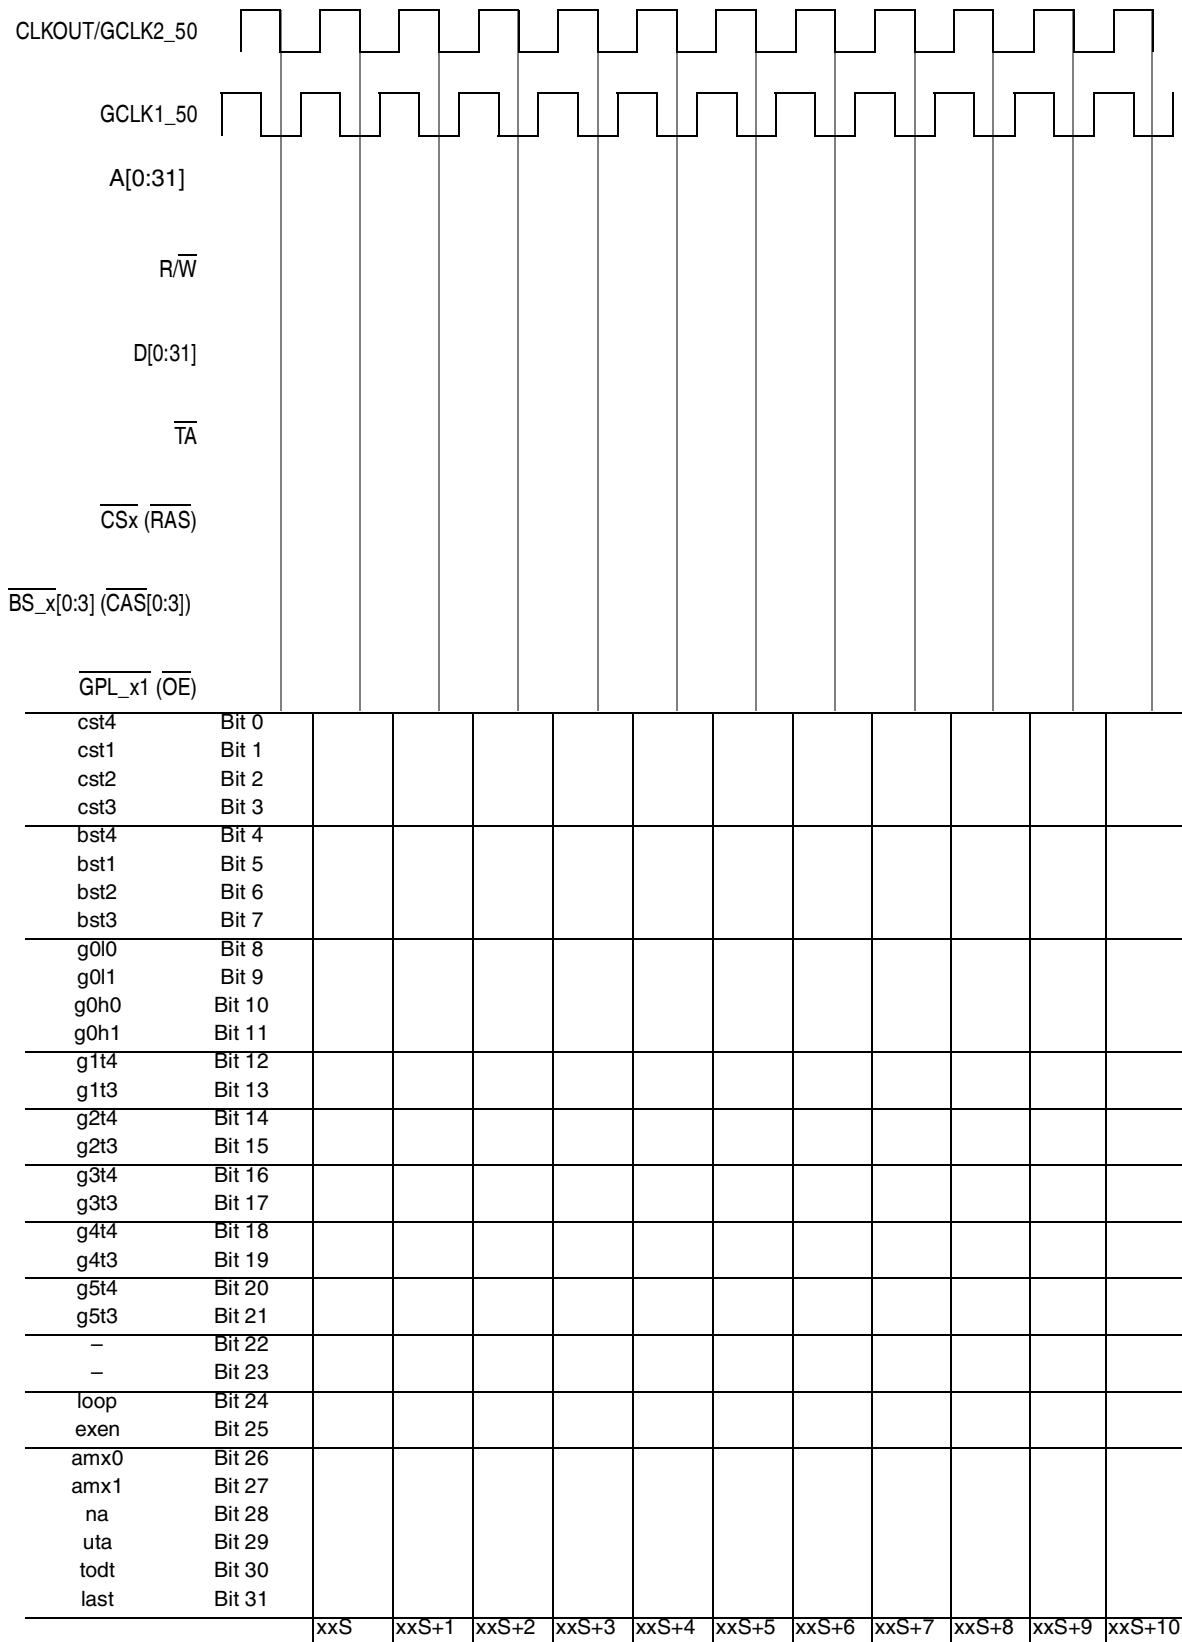 CLKOUT/GCLK2_50
GCLK1_50
A[0:31]
R/W
D[0:31]
TA
CSx (RAS)
BS_x[0:3] (CAS[0:3])
GPL_x1 (OE)
cst4 Bit 0
cst1 Bit 1
cst2 Bit 2
cst3 Bit 3
bst4 Bit 4
bst1 Bit 5
bst2 Bit 6
bst3 Bit 7
g0l0 Bit 8
g0l1 Bit 9
g0h0 Bit 10
g0h1 Bit 11
g1t4 Bit 12
g1t3 Bit 13
g2t4 Bit 14
g2t3 Bit 15
g3t4 Bit 16
g3t3 Bit 17
g4t4 Bit 18
g4t3 Bit 19
g5t4 Bit 20
g5t3 Bit 21
– Bit 22
– Bit 23
loop Bit 24
exen Bit 25
amx0 Bit 26
amx1 Bit 27
na Bit 28
uta Bit 29
todt Bit 30
last Bit 31
xxS xxS+1 xxS+2 xxS+3 xxS+4 xxS+5 xxS+6 xxS+7 xxS+8 xxS+9 xxS+10